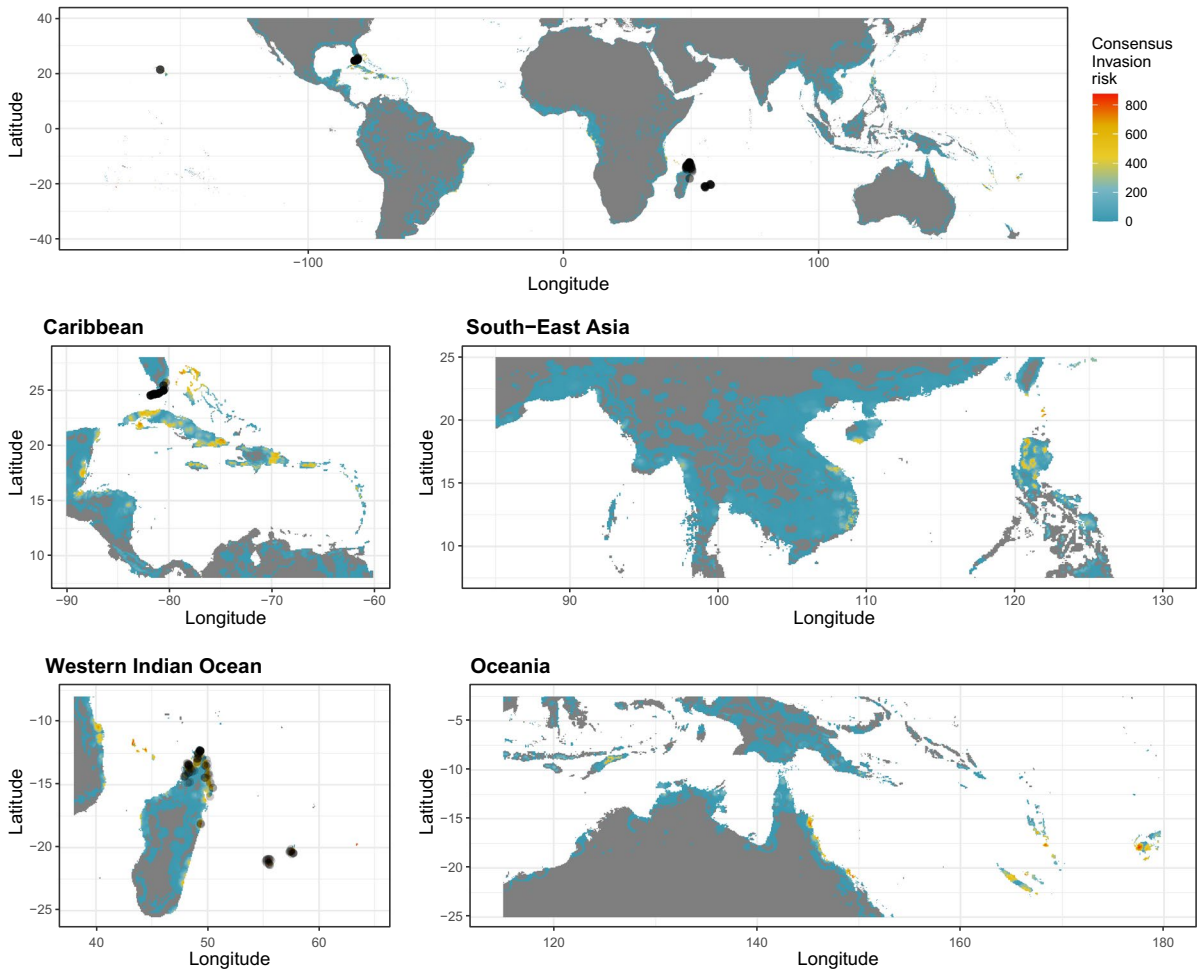 40
20
0
−20
−40
Latitude
−100
0
100
Longitude
Consensus
Invasion
risk
800
600
400
200
0
Caribbean
25
20
15
10
Latitude
−90
−80
−70
−60
Longitude
South−East Asia
25
20
15
10
Latitude
90
100
110
120
130
Longitude
Western Indian Ocean
−10
−15
−20
−25
Latitude
40
50
60
Longitude
Oceania
−5
−10
−15
−20
−25
Latitude
120
140
160
180
Longitude